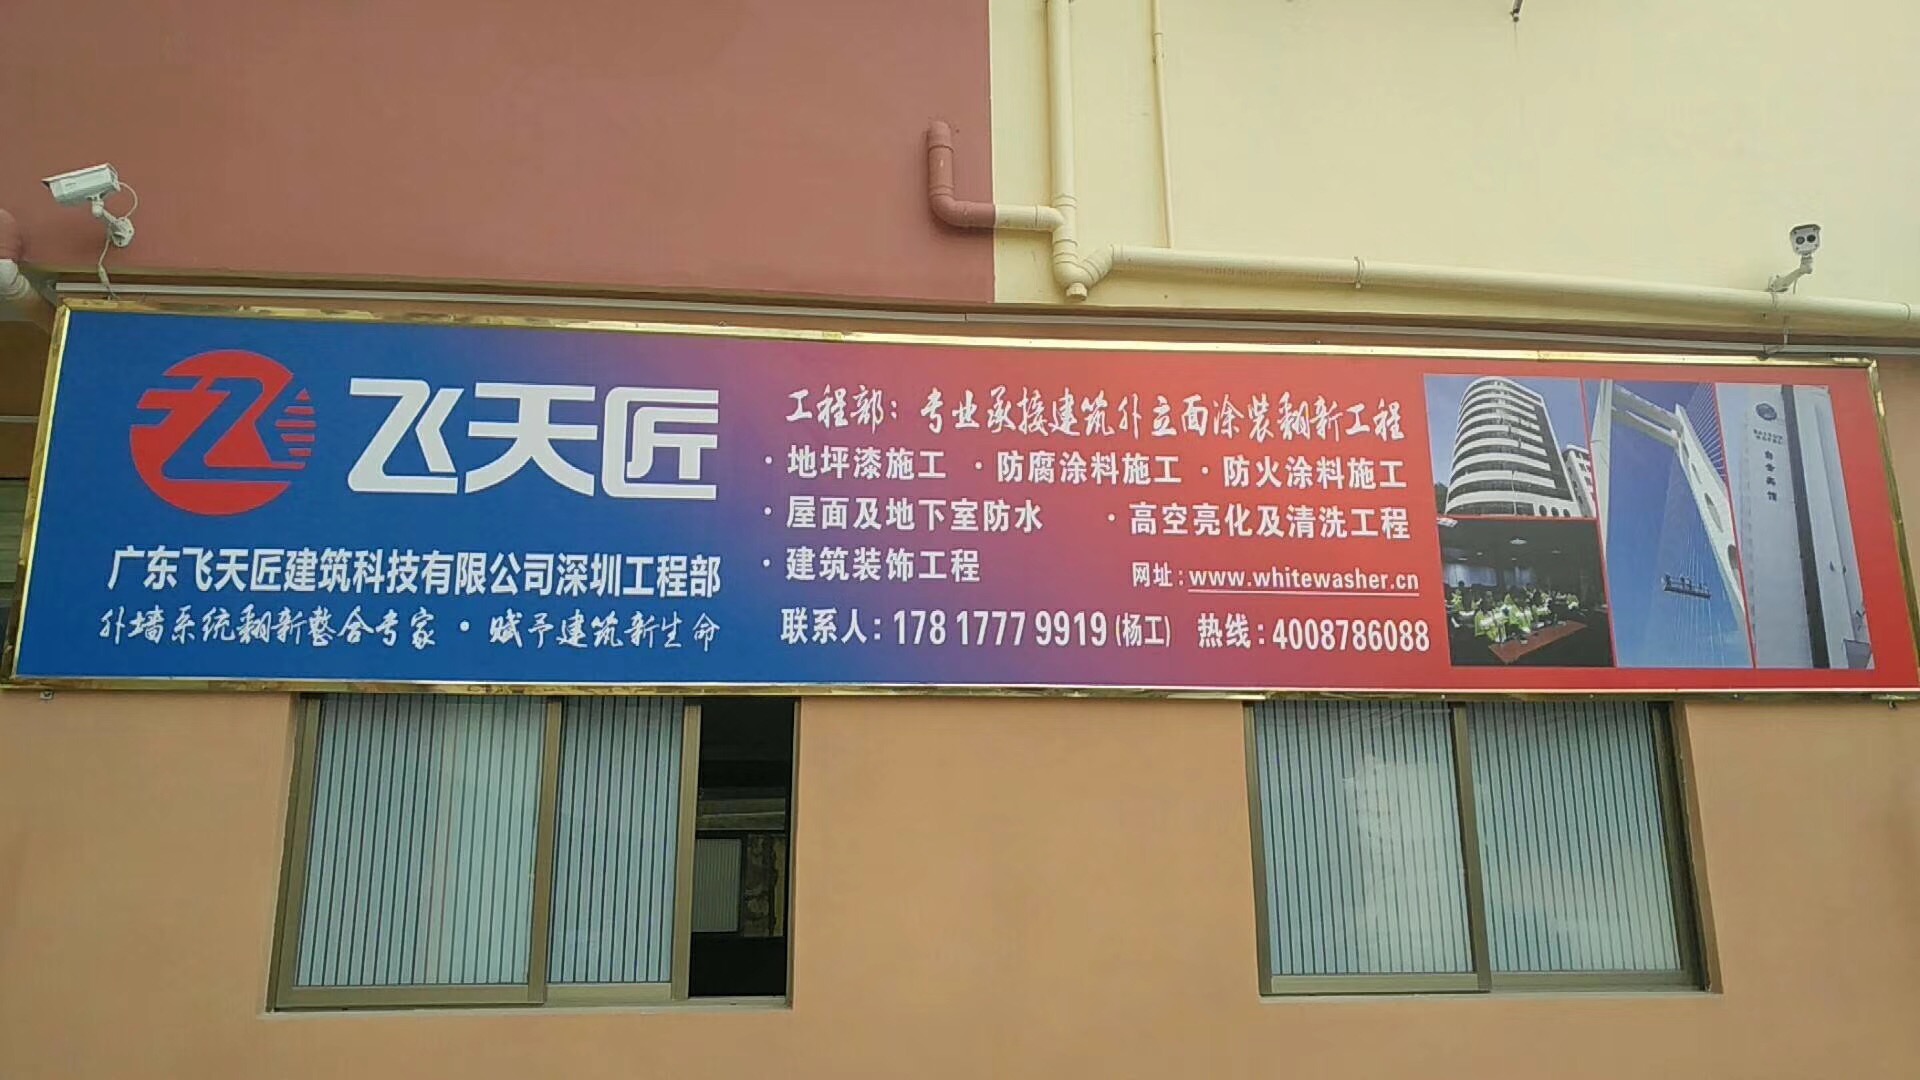 飞天匠
广东飞天匠建筑科技有限公司深圳工程部
外墙系统翻新整合专家·赋予建筑新生命
工程部：专业承接建筑外立面涂装翻新工程
·地坪漆施工 ·防腐涂料施工 ·防火涂料施工
·屋面及地下室防水 ·高空亮化及清洗工程
·建筑装饰工程
网址：www.whitewasher.cn
联系人：178 1777 9919（杨工） 热线：4008786088
白云宾馆